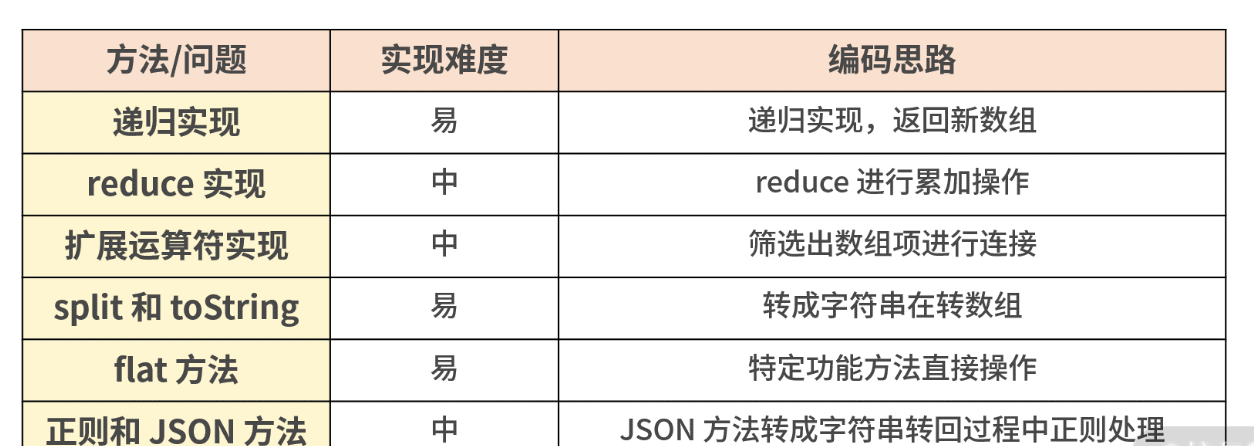 方法/问题 实现难度 编码思路
递归实现 易 递归实现，返回新数组
reduce 实现 中 reduce 进行累加操作
扩展运算符实现 中 筛选出数组项进行连接
split 和 toString 易 转成字符串在转数组
flat 方法 易 特定功能方法直接操作
正则和 JSON 方法 中 JSON 方法转成字符串转回过程中正则处理